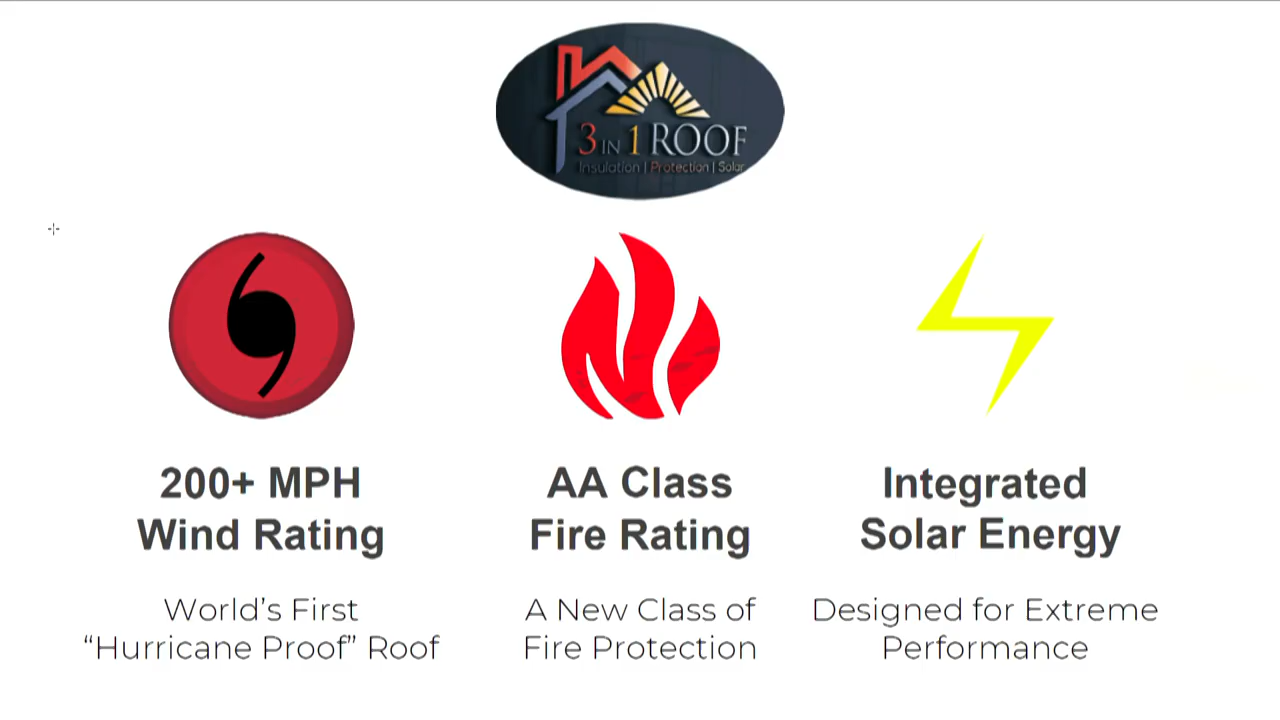 3 IN 1 ROOF
Insulation | Protection | Solar
200+ MPH
Wind Rating
World’s First
“Hurricane Proof” Roof
AA Class
Fire Rating
A New Class of
Fire Protection
Integrated
Solar Energy
Designed for Extreme
Performance